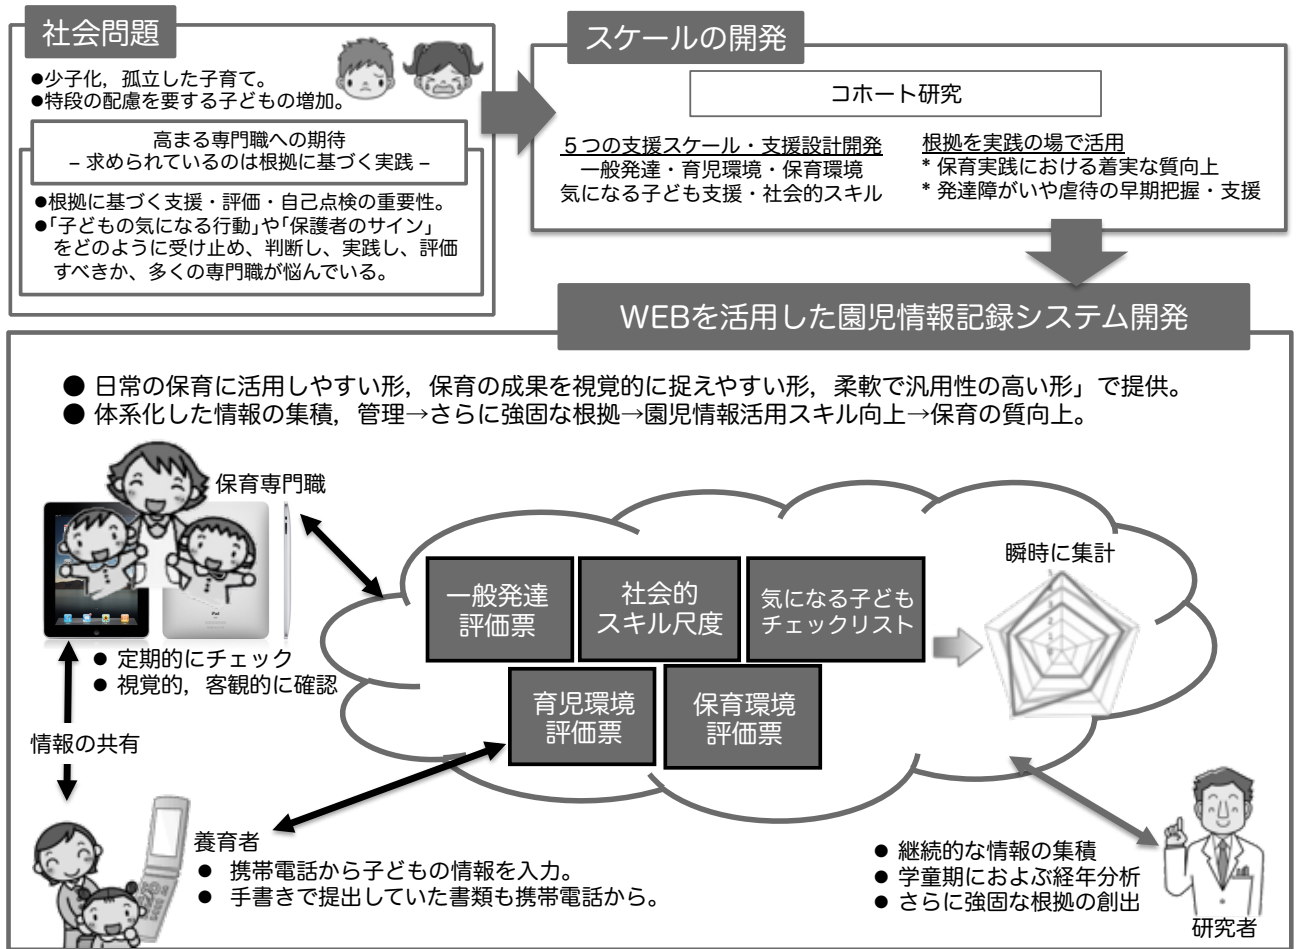 社会問題
●少子化，孤立した子育て。
●特段の配慮を要する子どもの増加。
高まる専門職への期待
– 求められているのは根拠に基づく実践 –
●根拠に基づく支援・評価・自己点検の重要性。
●｢子どもの気になる行動｣や｢保護者のサイン」
をどのように受け止め、判断し、実践し、評価
すべきか、多くの専門職が悩んでいる。
スケールの開発
コホート研究
５つの支援スケール・支援設計開発
一般発達・育児環境・保育環境
気になる子ども支援・社会的スキル
根拠を実践の場で活用
* 保育実践における着実な質向上
* 発達障がいや虐待の早期把握・支援
WEBを活用した園児情報記録システム開発
● 日常の保育に活用しやすい形，保育の成果を視覚的に捉えやすい形，柔軟で汎用性の高い形」で提供。
● 体系化した情報の集積，管理→さらに強固な根拠→園児情報活用スキル向上→保育の質向上。
保育専門職
● 定期的にチェック
● 視覚的，客観的に確認
情報の共有
一般発達
評価票
社会的
スキル尺度
気になる子ども
チェックリスト
育児環境
評価票
保育環境
評価票
瞬時に集計
養育者
● 携帯電話から子どもの情報を入力。
● 手書きで提出していた書類も携帯電話から。
● 継続的な情報の集積
● 学童期におよぶ経年分析
● さらに強固な根拠の創出
研究者